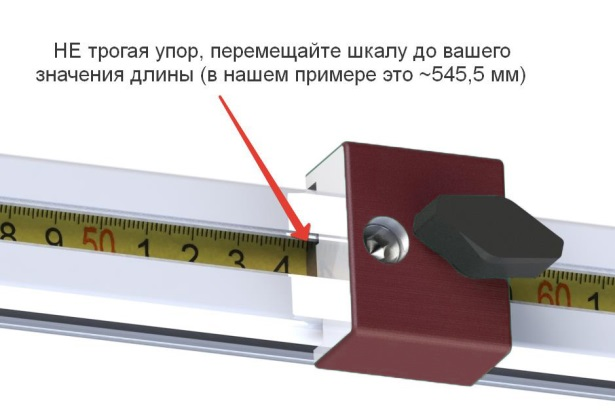 НЕ трогая упор, перемещайте шкалу до вашего
значения длины (в нашем примере это ~545,5 мм)
8 9 50 1 2 3 4 60 1